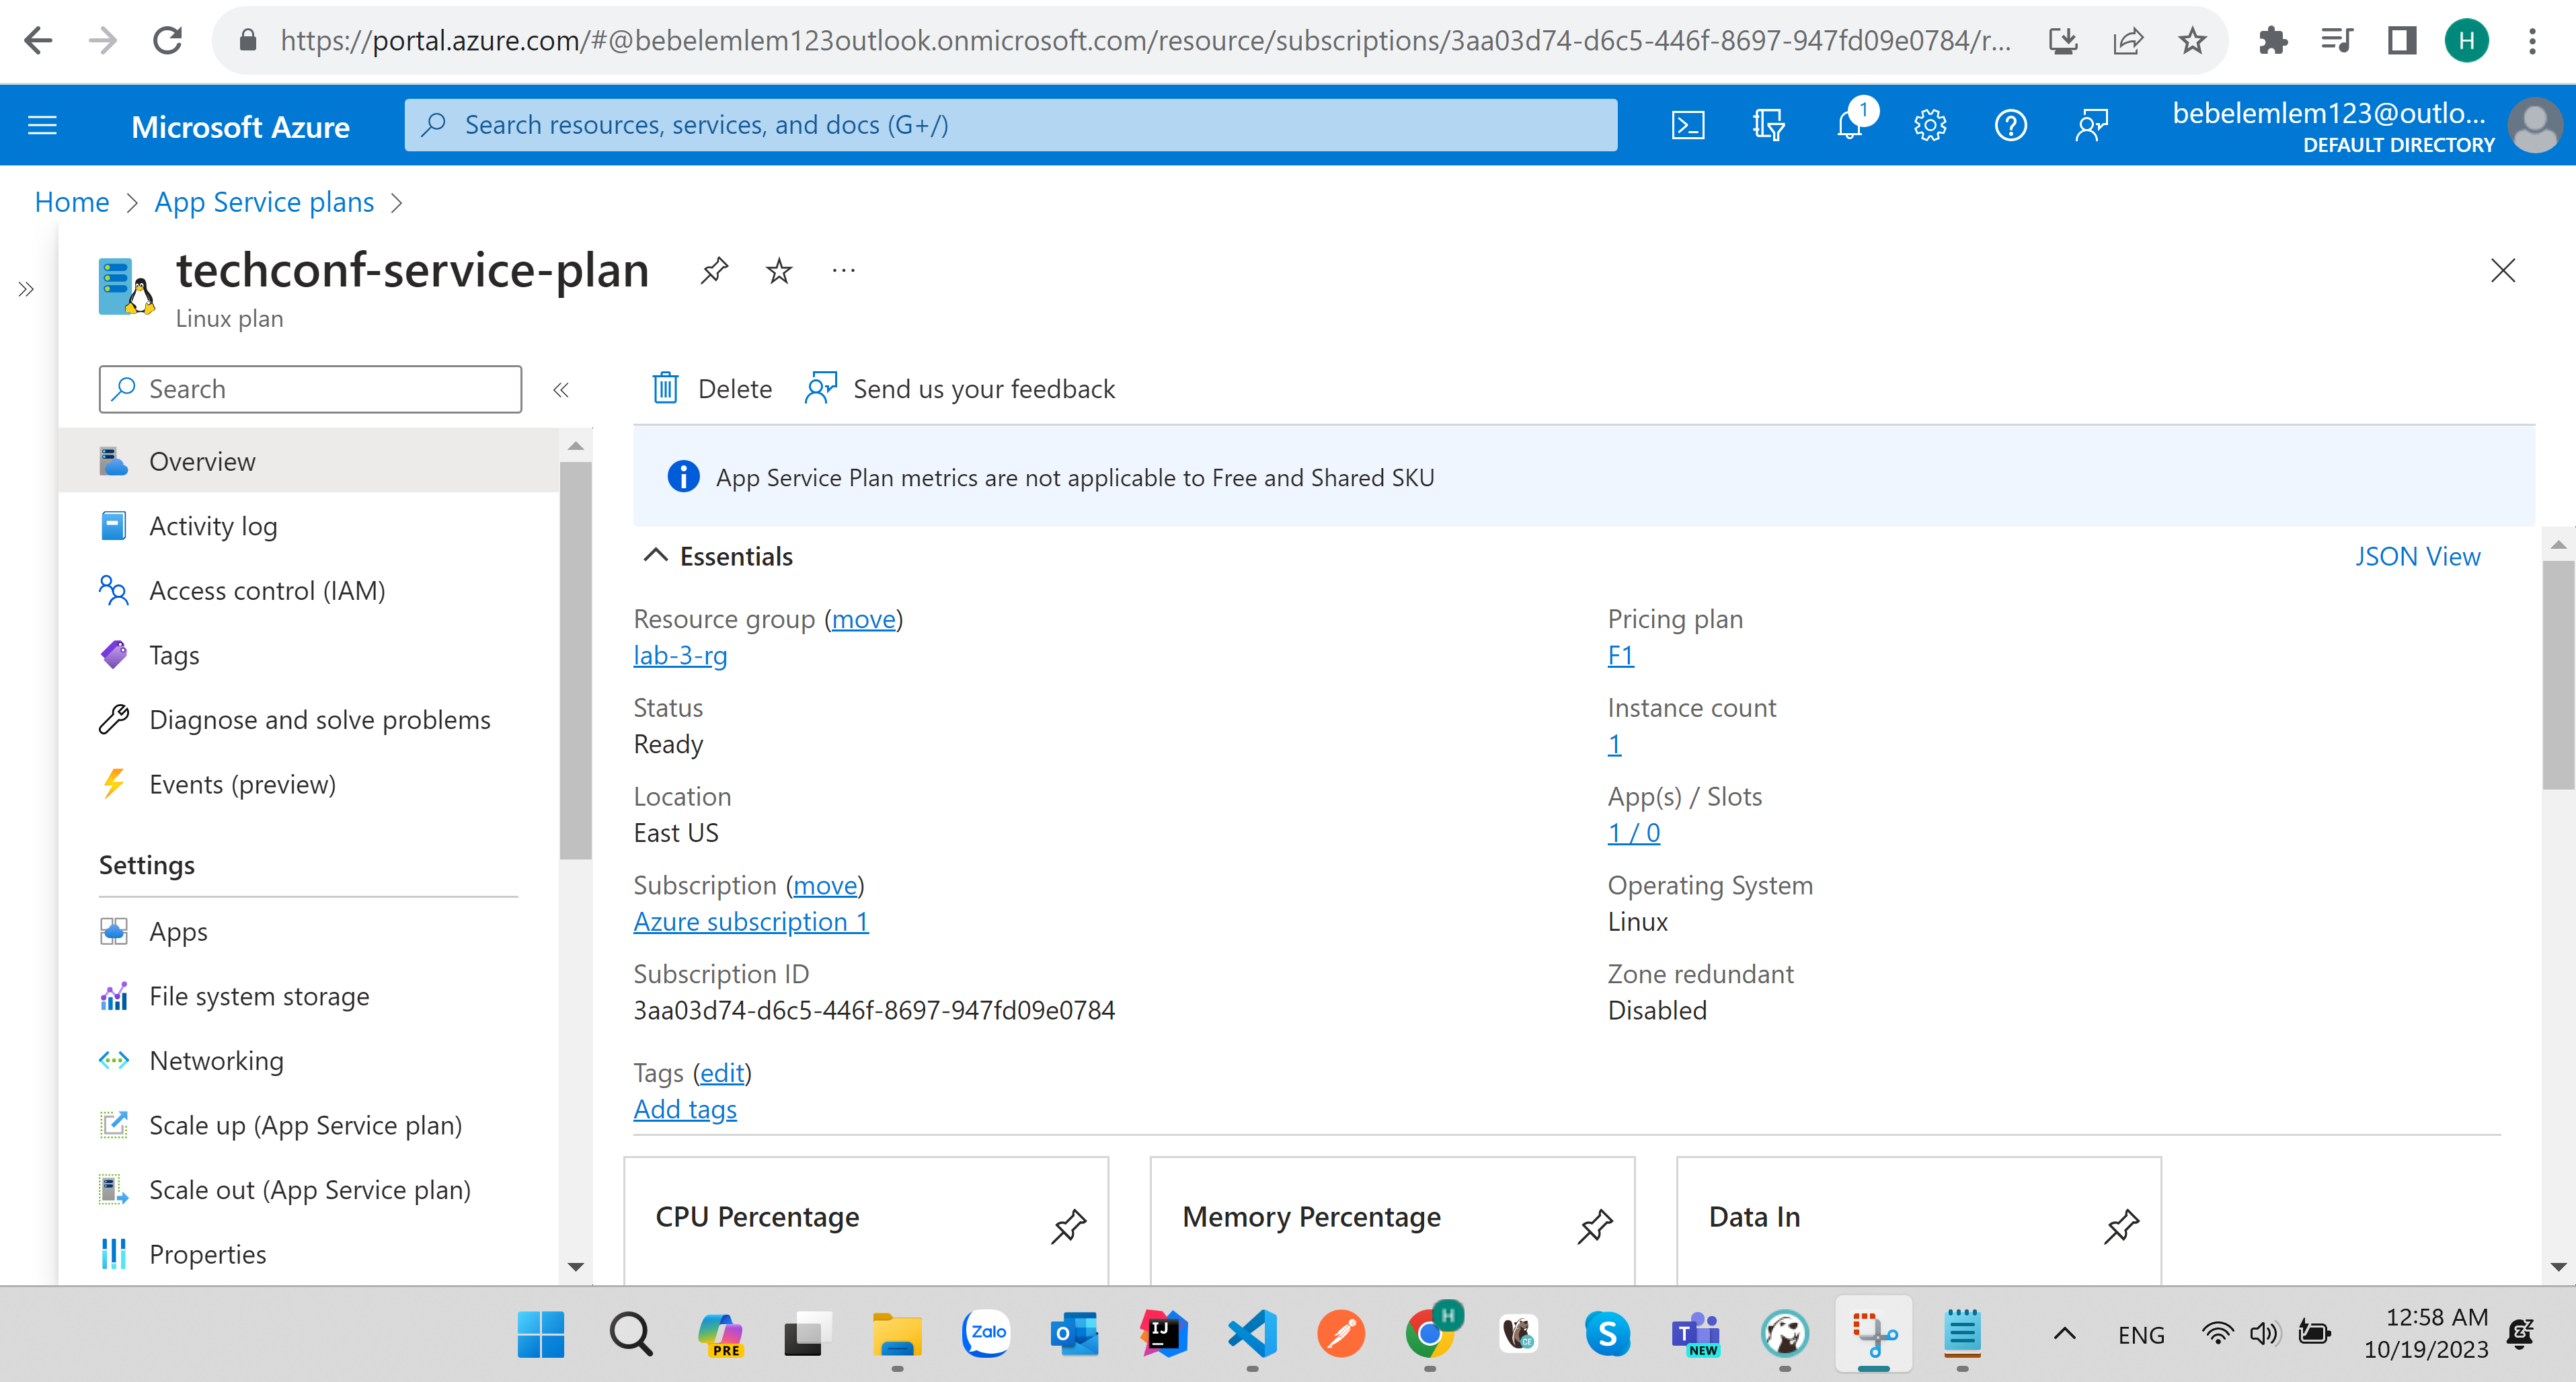 https://portal.azure.com/#@bebelemlem123outlook.onmicrosoft.com/resource/subscriptions/3aa03d74-d6c5-446f-8697-947fd09e0784/r...
H
Microsoft Azure
Search resources, services, and docs (G+/)
1
bebelemlem123@outlo...
DEFAULT DIRECTORY
Home
App Service plans
techconf-service-plan
Linux plan
Search
Delete
Send us your feedback
Overview
Activity log
Access control (IAM)
Tags
Diagnose and solve problems
Events (preview)
Settings
Apps
File system storage
Networking
Scale up (App Service plan)
Scale out (App Service plan)
Properties
App Service Plan metrics are not applicable to Free and Shared SKU
Essentials
JSON View
Resource group (move)
lab-3-rg
Status
Ready
Location
East US
Subscription (move)
Azure subscription 1
Subscription ID
3aa03d74-d6c5-446f-8697-947fd09e0784
Tags (edit)
Add tags
Pricing plan
F1
Instance count
1
App(s) / Slots
1 / 0
Operating System
Linux
Zone redundant
Disabled
CPU Percentage
Memory Percentage
Data In
PRE
Zalo
O
IJ
H
CE
S
T
NEW
ENG
12:58 AM
10/19/2023